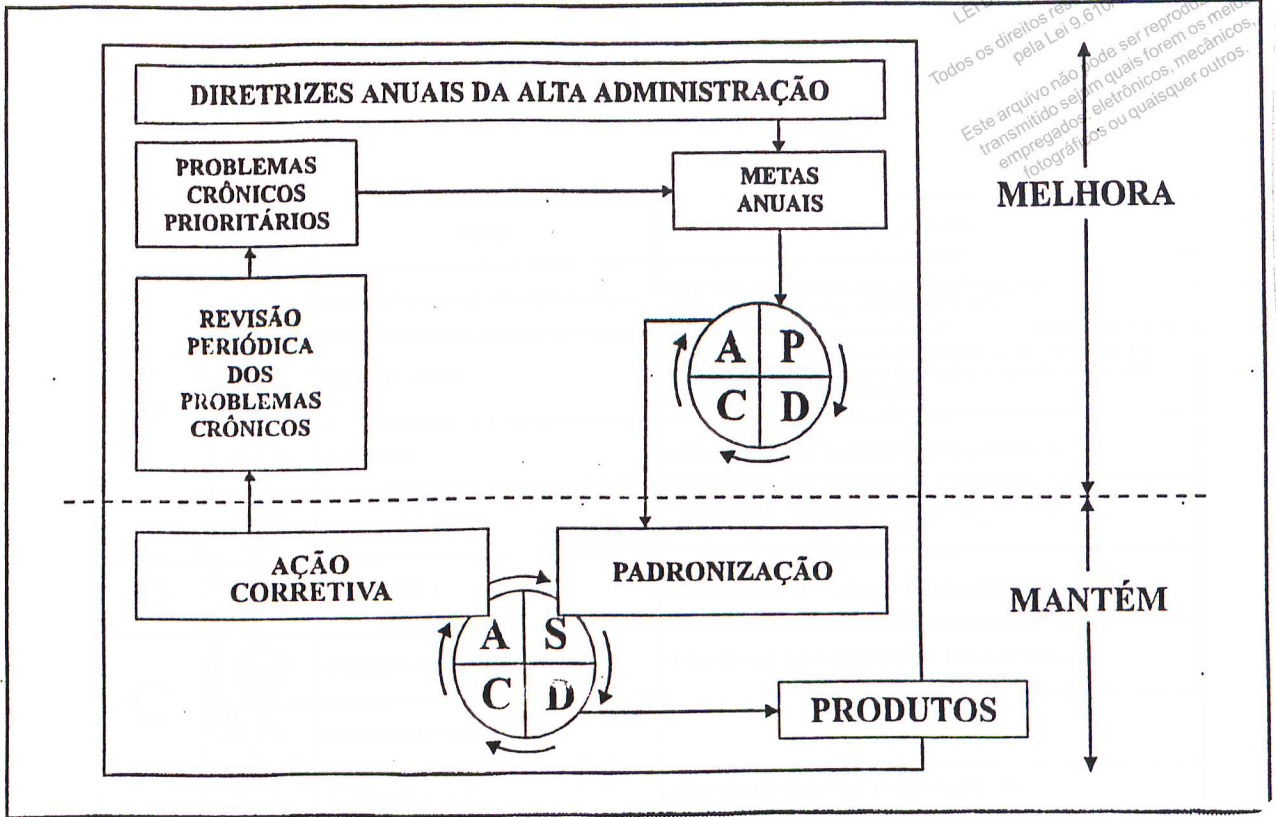 LEI
Todos os direitos
pela Lei 9.610
Este arquivo não pode ser
transmitido sejam quais forem os meios
empregados: eletrônicos, mecânicos,
fotográficos ou quaisquer outros.
DIRETRIZES ANUAIS DA ALTA ADMINISTRAÇÃO
PROBLEMAS
CRÔNICOS
PRIORITÁRIOS
METAS
ANUAIS
MELHORA
REVISÃO
PERIÓDICA
DOS
PROBLEMAS
CRÔNICOS
A P
C D
AÇÃO
CORRETIVA
PADRONIZAÇÃO
MANTÉM
A S
C D
PRODUTOS